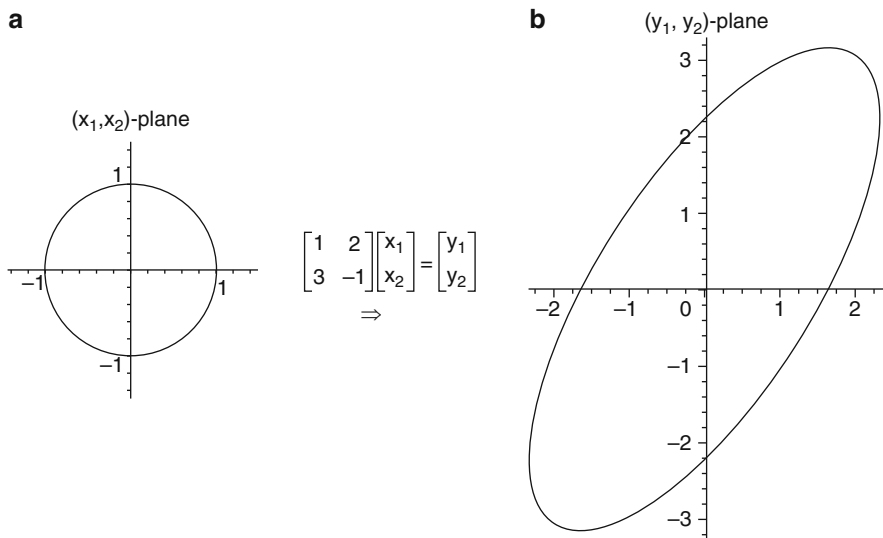 a
(x₁,x₂)-plane
1
−1
1
−1
[1 2] [x₁] = [y₁]
[3 −1] [x₂] [y₂]
⇒
b
(y₁, y₂)-plane
3
2
1
−2 −1 0 1 2
−1
−2
−3